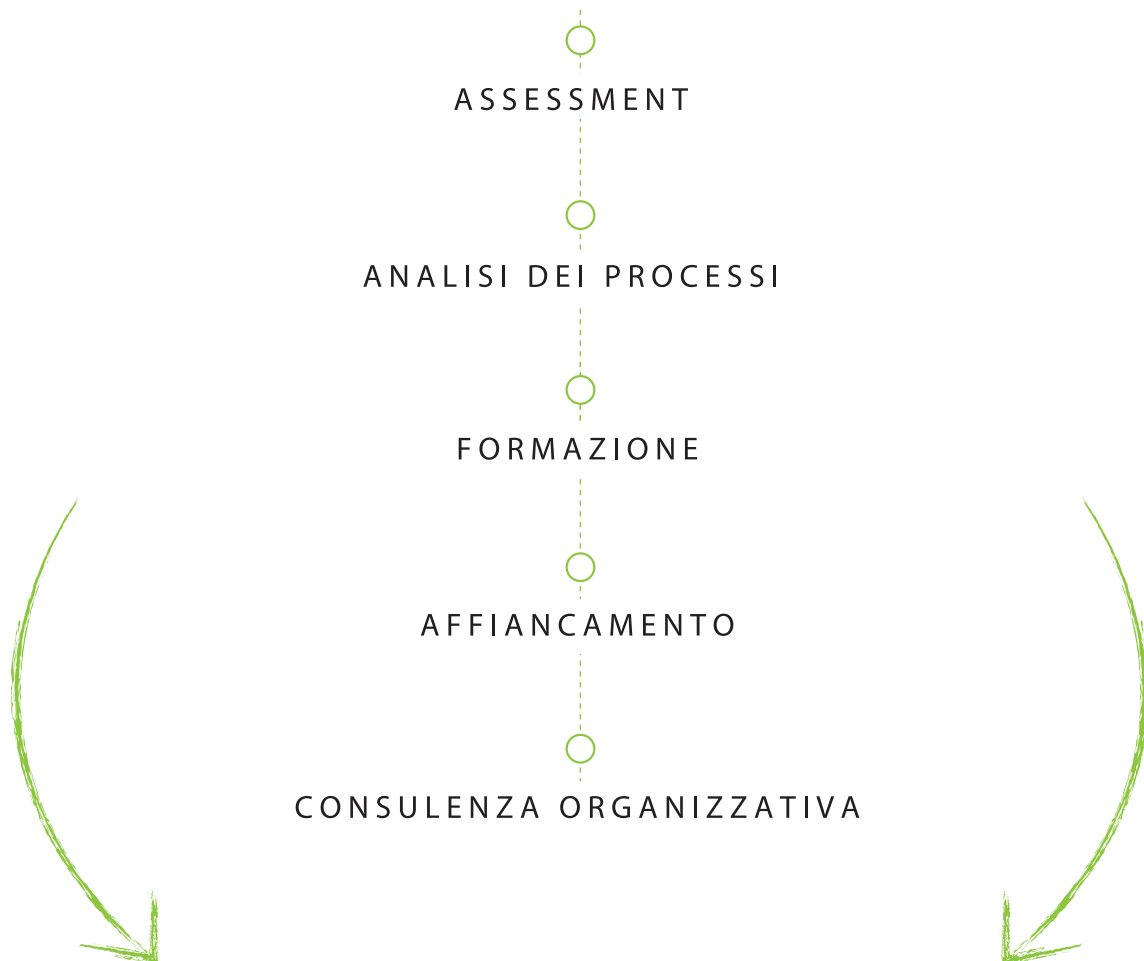 ASSESSMENT
ANALISI DEI PROCESSI
FORMAZIONE
AFFIANCAMENTO
CONSULENZA ORGANIZZATIVA